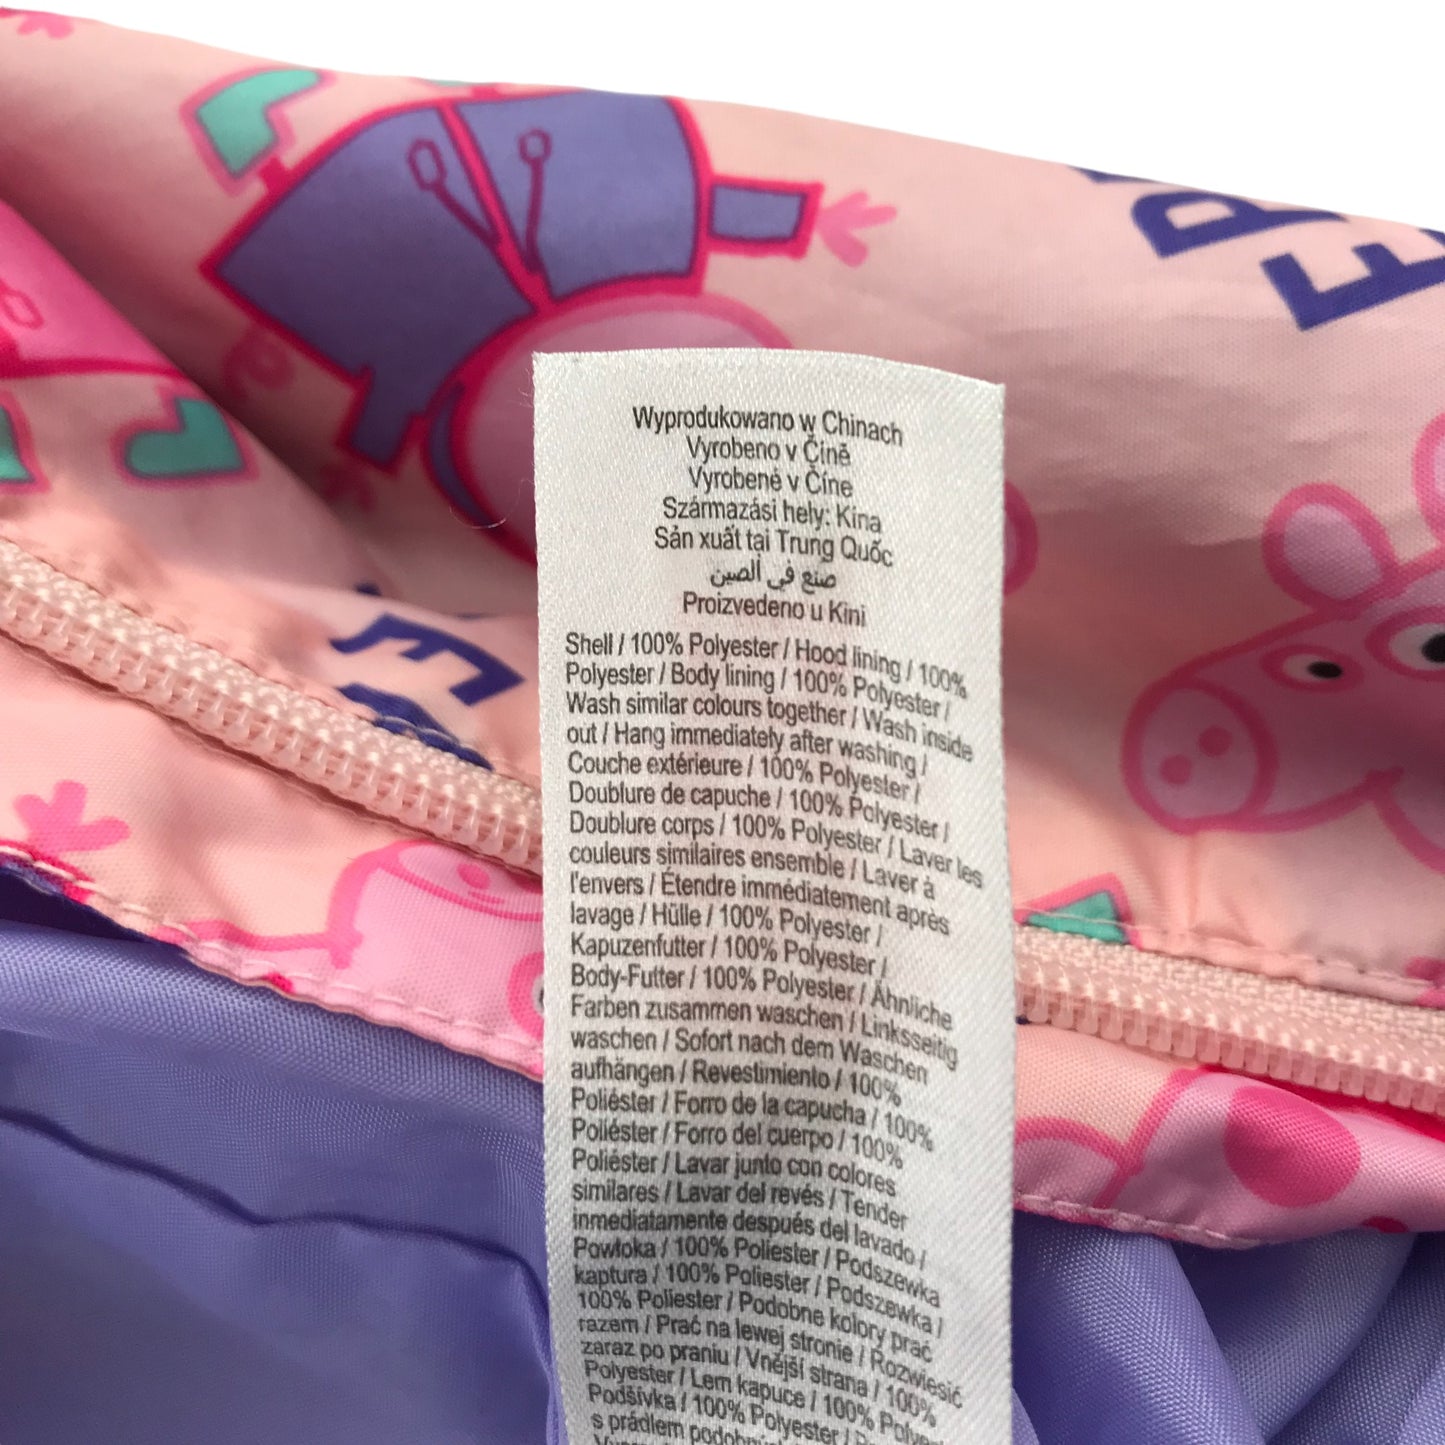 Wyprodukowano w Chinach
Vyrobeno v Číně
Vyrobené v Číne
Származási hely: Kína
Sản xuất tại Trung Quốc
صنع في الصين
Proizvedeno u Kini
Shell / 100% Polyester / Hood lining / 100%
Polyester / Body lining / 100% Polyester /
Wash similar colours together / Wash inside
out / Hang immediately after washing /
Couche extérieure / 100% Polyester /
Doublure de capuche / 100% Polyester /
Doublure corps / 100% Polyester / Laver les
couleurs similaires ensemble / Laver à
l'envers / Étendre immédiatement après
lavage / Hülle / 100% Polyester /
Kapuzenfutter / 100% Polyester /
Body-Futter / 100% Polyester / Ähnliche
Farben zusammen waschen / Linksseitig
waschen / Sofort nach dem Waschen
aufhängen / Revestimiento / 100%
Poliéster / Forro de la capucha / 100%
Poliéster / Forro del cuerpo / 100%
Poliéster / Lavar junto con colores
similares / Lavar del revés / Tender
inmediatamente después del lavado /
Powłoka / 100% Poliester / Podszewka
kaptura / 100% Poliester / Podszewka /
100% Poliester / Podobne kolory prać
razem / Prać na lewej stronie / Rozwiesić
zaraz po praniu / Vnější strana / 100%
Polyester / Lem kapuce / 100%
Podšívka / 100% Polyester /
s prádlem